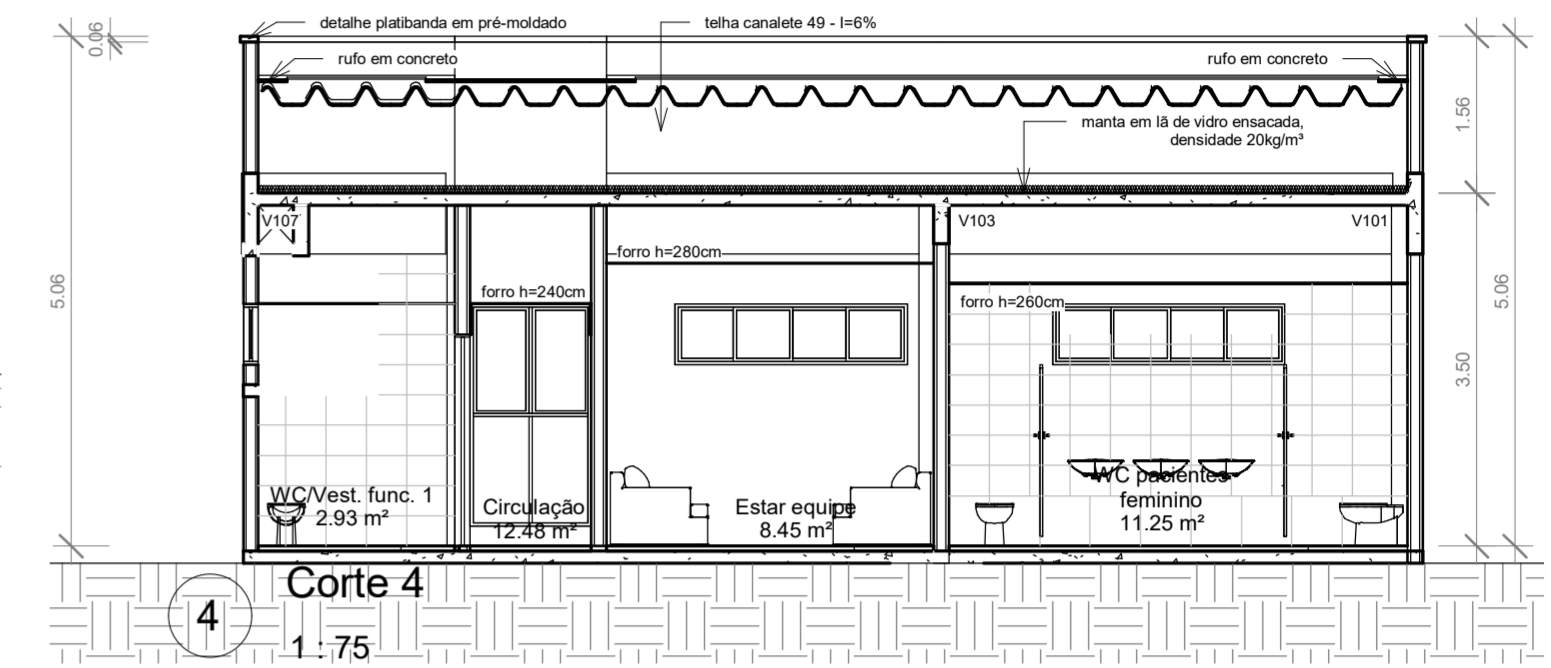 detalhe platibanda em pré-moldado
telha canalete 49 - I=6%
0.06
rufo em concreto
rufo em concreto
manta em lã de vidro ensacada,
densidade 20kg/m³
1.56
V107
V103
V101
forro h=280cm
forro h=240cm
forro h=260cm
5.06
5.06
3.50
WC/Vest. func. 1
2.93 m²
Circulação
12.48 m²
Estar equipe
8.45 m²
WC pacientes
feminino
11.25 m²
4
Corte 4
1 : 75